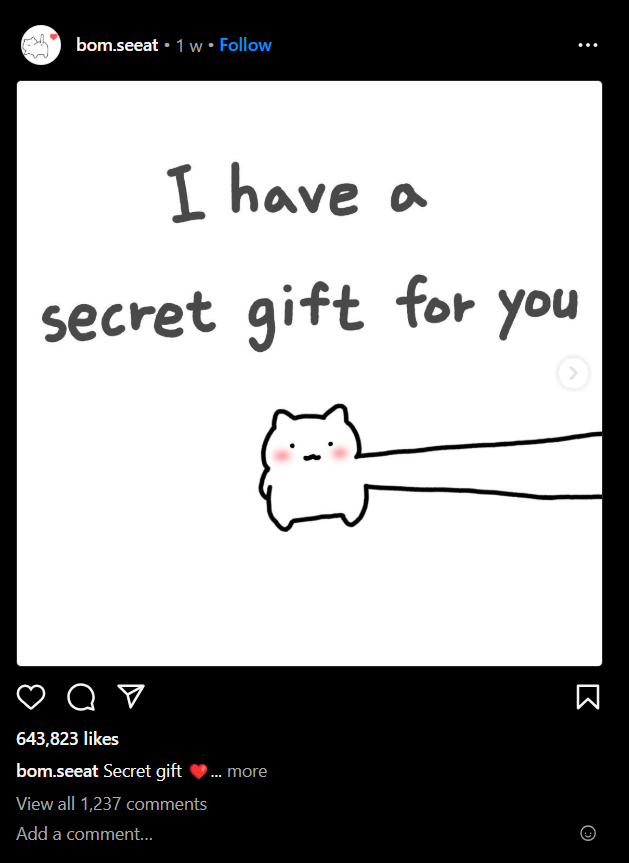 bom.seeat • 1 w • Follow
I have a
secret gift for you
643,823 likes
bom.seeat Secret gift ❤️... more
View all 1,237 comments
Add a comment...